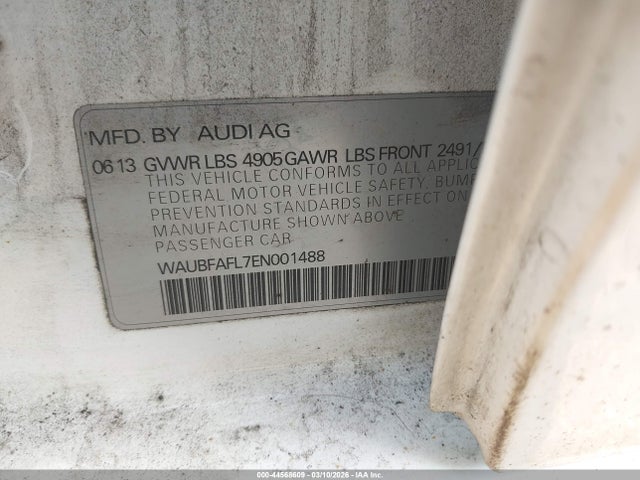 MFD. BY AUDI AG
06 13 GVWR LBS 4905 GAWR LBS FRONT 2491/
THIS VEHICLE CONFORMS TO ALL APPLIC
FEDERAL MOTOR VEHICLE SAFETY, BUMP
PREVENTION STANDARDS IN EFFECT ON
MANUFACTURE SHOWN ABOVE
PASSENGER CAR
WAUBFAFL7EN001488
000-44568609 - 03/10/2026 - IAA Inc.